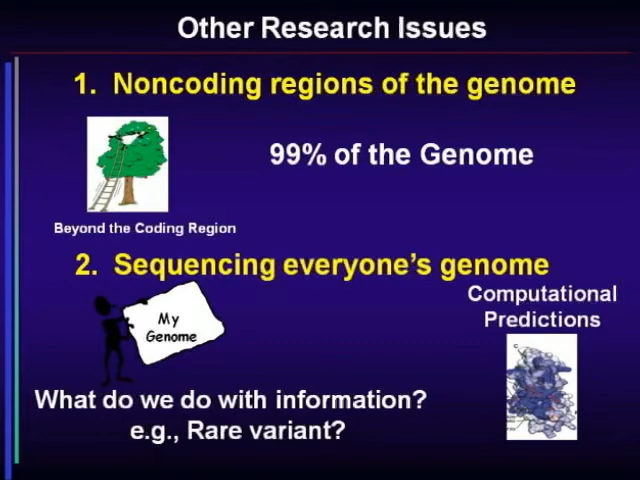 Other Research Issues
1. Noncoding regions of the genome
99% of the Genome
Beyond the Coding Region
2. Sequencing everyone's genome
My
Genome
Computational
Predictions
What do we do with information?
e.g., Rare variant?